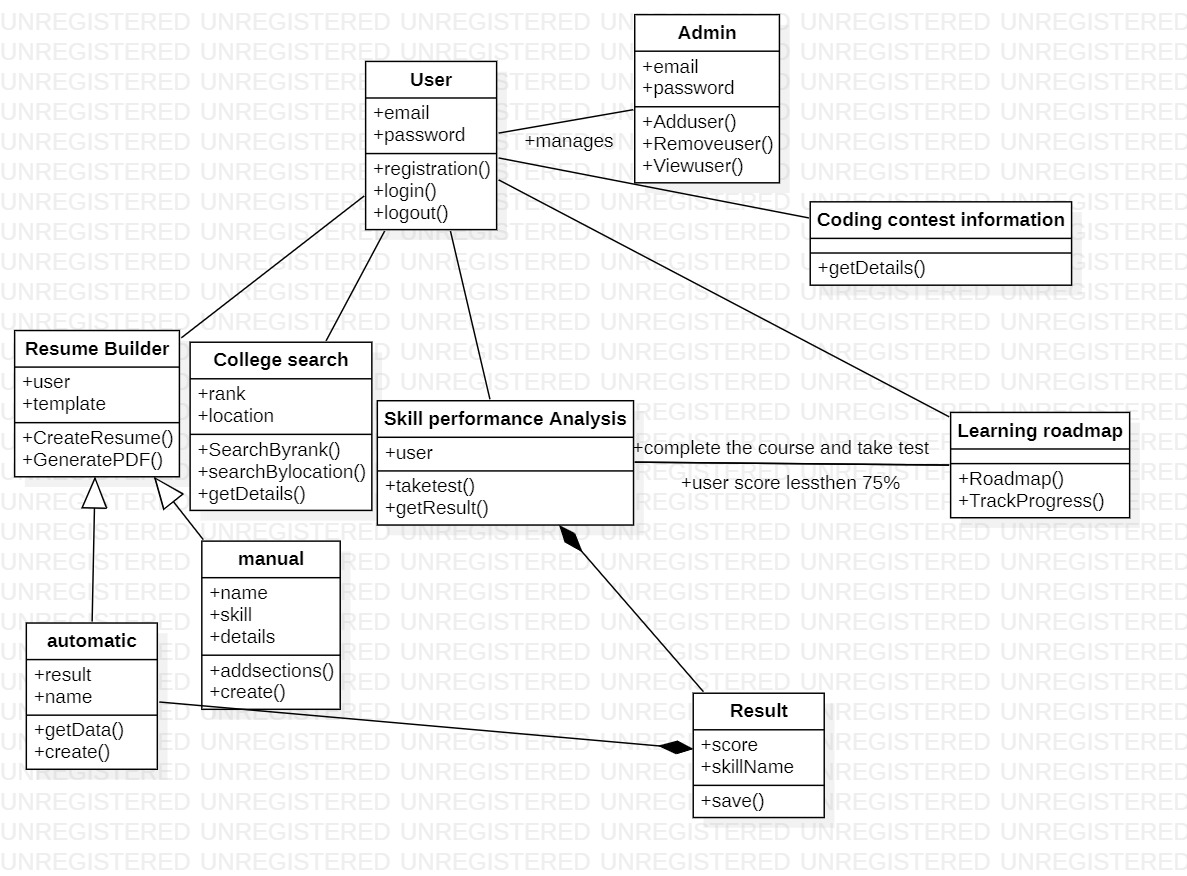 Admin
+email
+password
+Adduser()
+Removeuser()
+Viewuser()
User
+email
+password
+registration()
+login()
+logout()
+manages
Coding contest information
+getDetails()
Resume Builder
+user
+template
+CreateResume()
+GeneratePDF()
College search
+rank
+location
+SearchByrank()
+searchBylocation()
+getDetails()
Skill performance Analysis
+user
+taketest()
+getResult()
+complete the course and take test
+user score lessthen 75%
Learning roadmap
+Roadmap()
+TrackProgress()
manual
+name
+skill
+details
+addsections()
+create()
automatic
+result
+name
+getData()
+create()
Result
+score
+skillName
+save()
UNREGISTERED UNREGISTERED UNREGISTERED UNREGISTERED UNREGISTERED UNREGISTERED